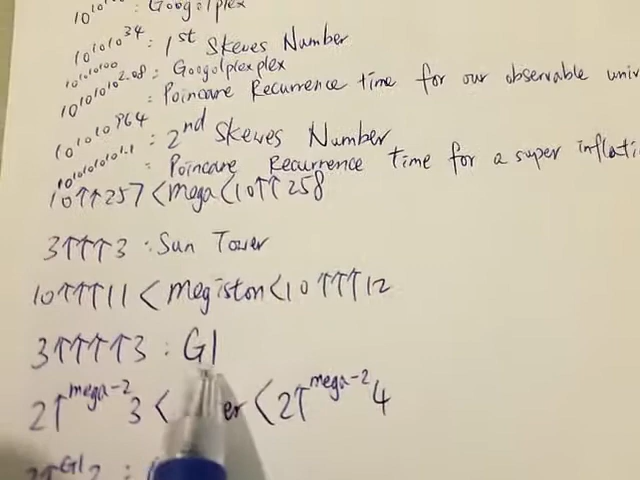 10^10^10^... : Googolplex
10^10^10^34 : 1st Skewes Number
10^10^10^100 : Googolplexplex
10^10^10^10^2.08 : Poincare Recurrence time for our observable univ
10^10^10^964 : 2nd Skewes Number
10^10^10^10^10^1.1 : Poincare Recurrence time for a super inflati
10↑↑257 < mega < 10↑↑258
3↑↑↑3 : Sun Tower
10↑↑↑11 < megiston < 10↑↑↑12
3↑↑↑↑3 : G1
2↑^mega-2 3 < er < 2↑^mega-2 4
G1 :